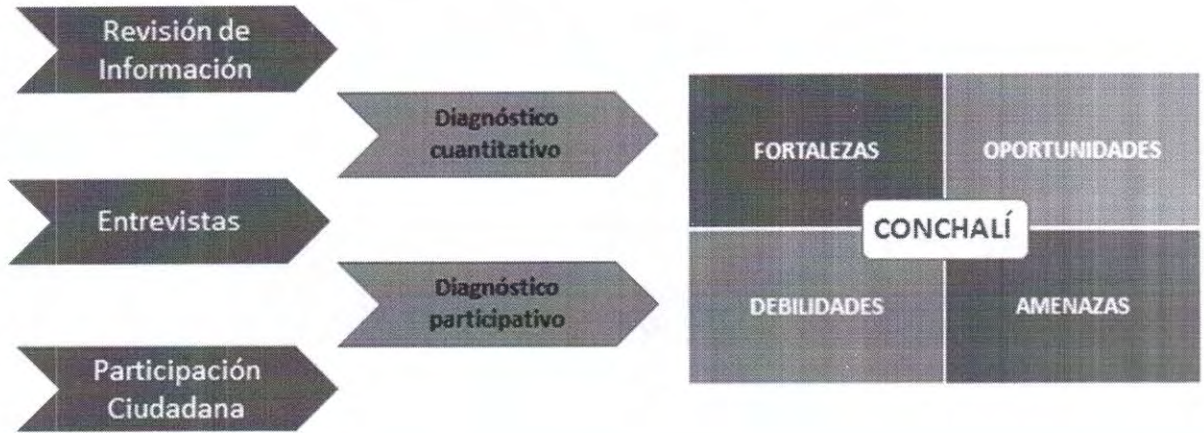 Revisión de
Información
Entrevistas
Participación
Ciudadana
Diagnóstico
cuantitativo
Diagnóstico
participativo
FORTALEZAS
OPORTUNIDADES
CONCHALÍ
DEBILIDADES
AMENAZAS